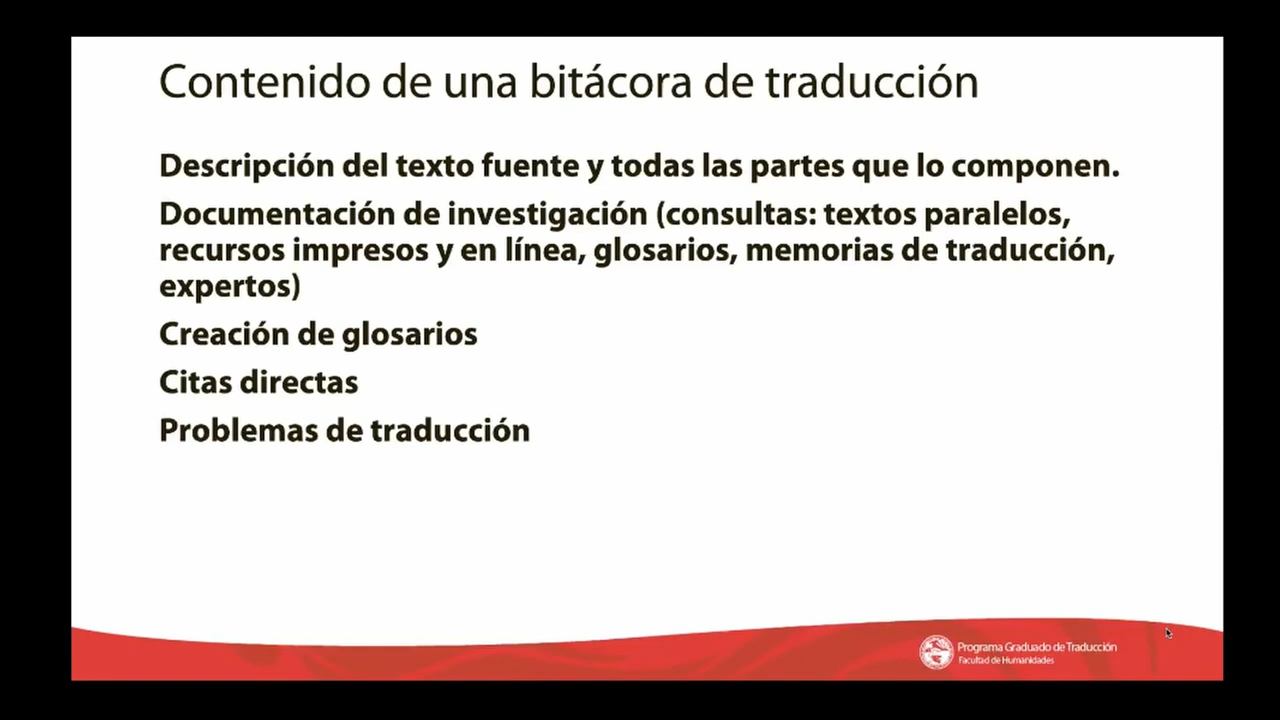 Contenido de una bitácora de traducción
Descripción del texto fuente y todas las partes que lo componen.
Documentación de investigación (consultas: textos paralelos,
recursos impresos y en línea, glosarios, memorias de traducción,
expertos)
Creación de glosarios
Citas directas
Problemas de traducción
Programa Graduado de Traducción
Facultad de Humanidades